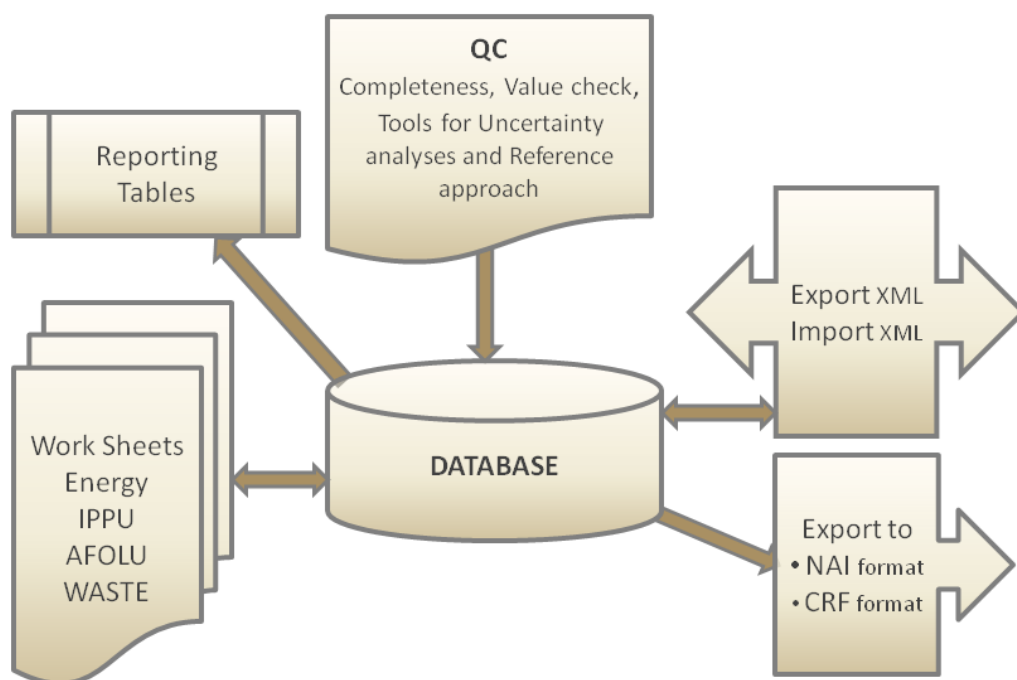 QC
Completeness, Value check,
Tools for Uncertainty
analyses and Reference
approach
Reporting
Tables
Export XML
Import XML
Work Sheets
Energy
IPPU
AFOLU
WASTE
DATABASE
Export to
• NAI format
• CRF format